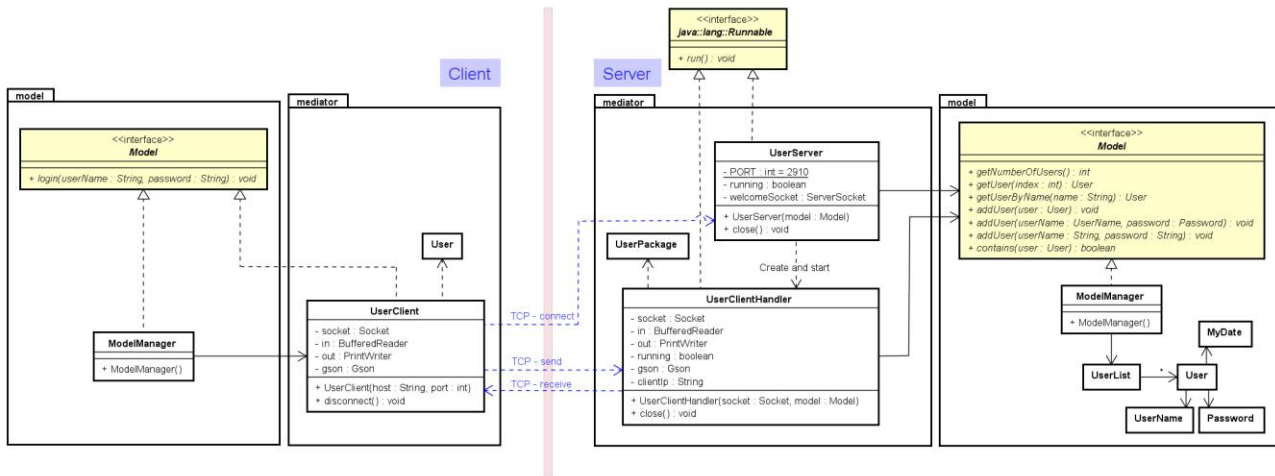 Client
Server
model
<<interface>>
Model
+ login(userName : String, password : String) : void
ModelManager
+ ModelManager()
mediator
User
UserClient
- socket : Socket
- in : BufferedReader
- out : PrintWriter
- gson : Gson
+ UserClient(host : String, port : int)
+ disconnect() : void
TCP - connect
TCP - send
TCP - receive
<<interface>>
java::lang::Runnable
+ run() : void
mediator
UserServer
- PORT : int = 2910
- running : boolean
- welcomeSocket : ServerSocket
+ UserServer(model : Model)
+ close() : void
UserPackage
Create and start
UserClientHandler
- socket : Socket
- in : BufferedReader
- out : PrintWriter
- running : boolean
- gson : Gson
- clientIp : String
+ UserClientHandler(socket : Socket, model : Model)
+ close() : void
model
<<interface>>
Model
+ getNumberOfUsers() : int
+ getUser(index : int) : User
+ getUserByName(name : String) : User
+ addUser(user : User) : void
+ addUser(userName : UserName, password : Password) : void
+ addUser(userName : String, password : String) : void
+ contains(user : User) : boolean
ModelManager
+ ModelManager()
MyDate
UserList
*
User
UserName
Password